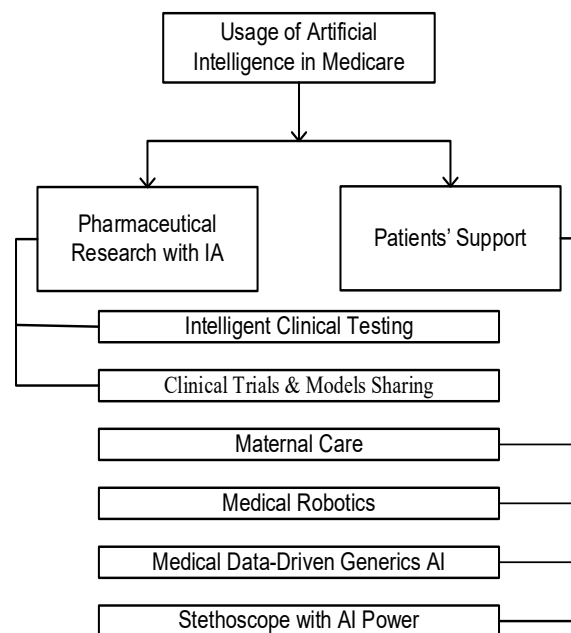 Usage of Artificial
Intelligence in Medicare
Pharmaceutical
Research with IA
Patients’ Support
Intelligent Clinical Testing
Clinical Trials & Models Sharing
Maternal Care
Medical Robotics
Medical Data-Driven Generics AI
Stethoscope with AI Power